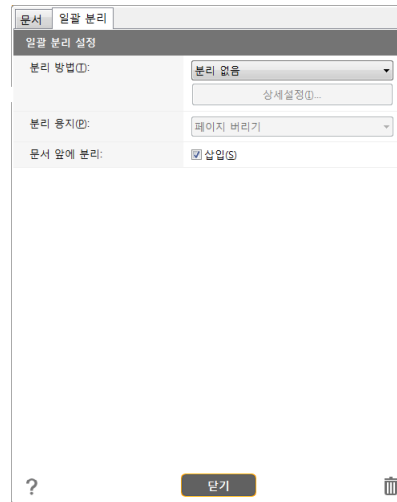 문서 일괄 분리
일괄 분리 설정
분리 방법(T): 분리 없음
상세설정(I)...
분리 용지(P): 페이지 버리기
문서 앞에 분리: 삽입(S)
? 닫기